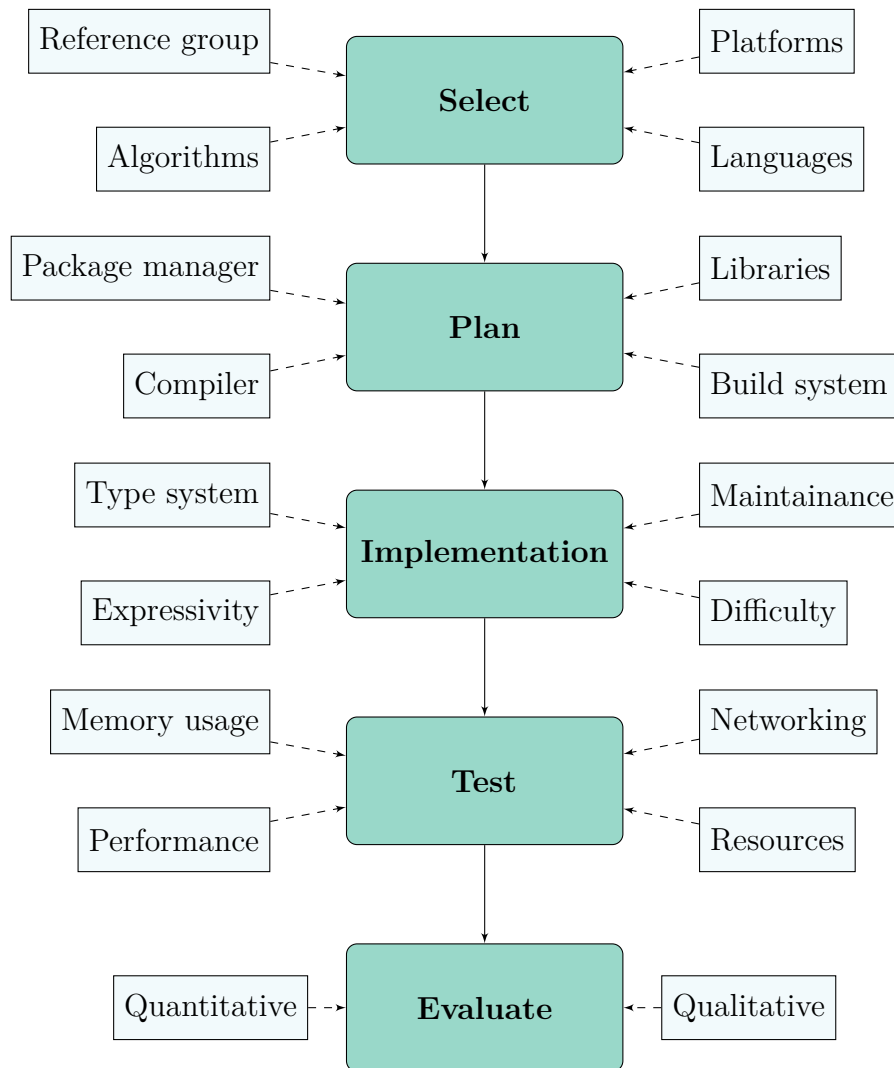 Reference group
Platforms
Select
Algorithms
Languages
Package manager
Libraries
Plan
Compiler
Build system
Type system
Maintainance
Implementation
Expressivity
Difficulty
Memory usage
Networking
Test
Performance
Resources
Quantitative
Evaluate
Qualitative